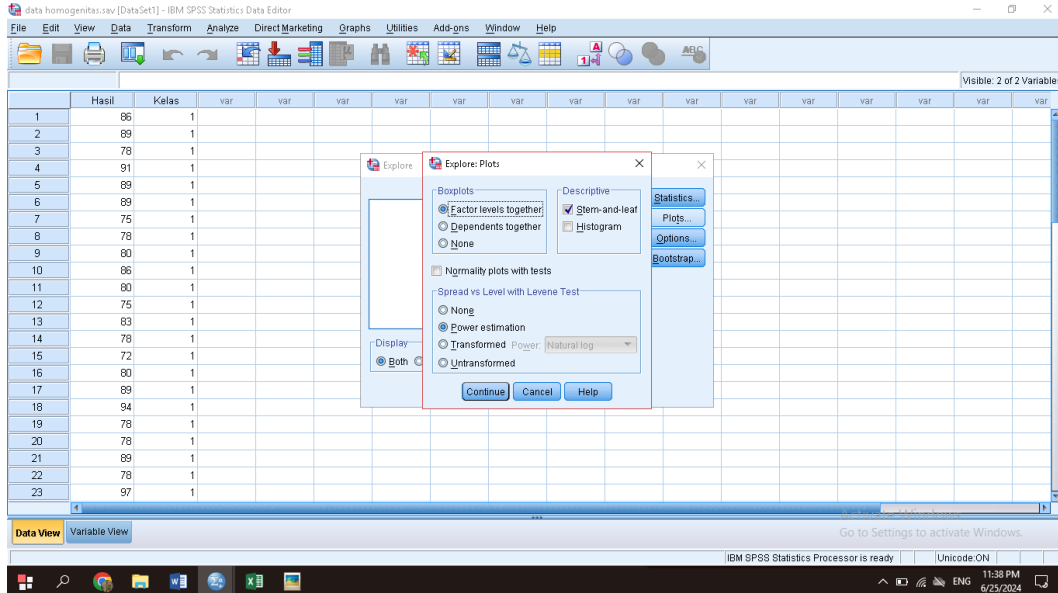 data homogenitas.sav [DataSet1] - IBM SPSS Statistics Data Editor
File Edit View Data Transform Analyze Direct Marketing Graphs Utilities Add-ons Window Help
Visible: 2 of 2 Variable
Hasil Kelas var var var var var var var var var var var var var var var
1 86 1
2 89 1
3 78 1
4 91 1
5 89 1
6 89 1
7 75 1
8 78 1
9 80 1
10 86 1
11 80 1
12 75 1
13 83 1
14 78 1
15 72 1
16 80 1
17 89 1
18 94 1
19 78 1
20 78 1
21 89 1
22 78 1
23 97 1
Explore
Statistics...
Plots...
Options...
Bootstrap...
Display
Both
Explore: Plots
Boxplots
Factor levels together
Dependents together
None
Descriptive
Stem-and-leaf
Histogram
Normality plots with tests
Spread vs Level with Levene Test
None
Power estimation
Transformed Power: Natural log
Untransformed
Continue Cancel Help
Data View Variable View
Activate Windows
Go to Settings to activate Windows.
IBM SPSS Statistics Processor is ready Unicode:ON
ENG 11:38 PM
6/25/2024